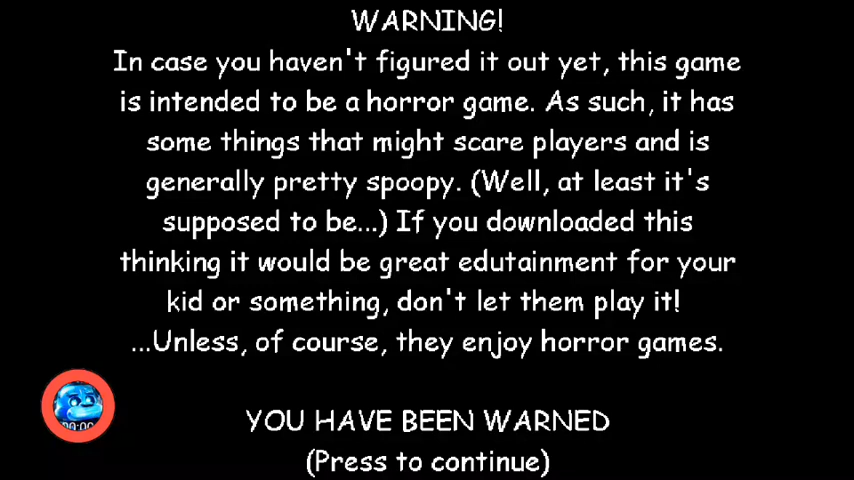 WARNING!
In case you haven't figured it out yet, this game
is intended to be a horror game. As such, it has
some things that might scare players and is
generally pretty spoopy. (Well, at least it's
supposed to be...) If you downloaded this
thinking it would be great edutainment for your
kid or something, don't let them play it!
...Unless, of course, they enjoy horror games.
00:00
YOU HAVE BEEN WARNED
(Press to continue)